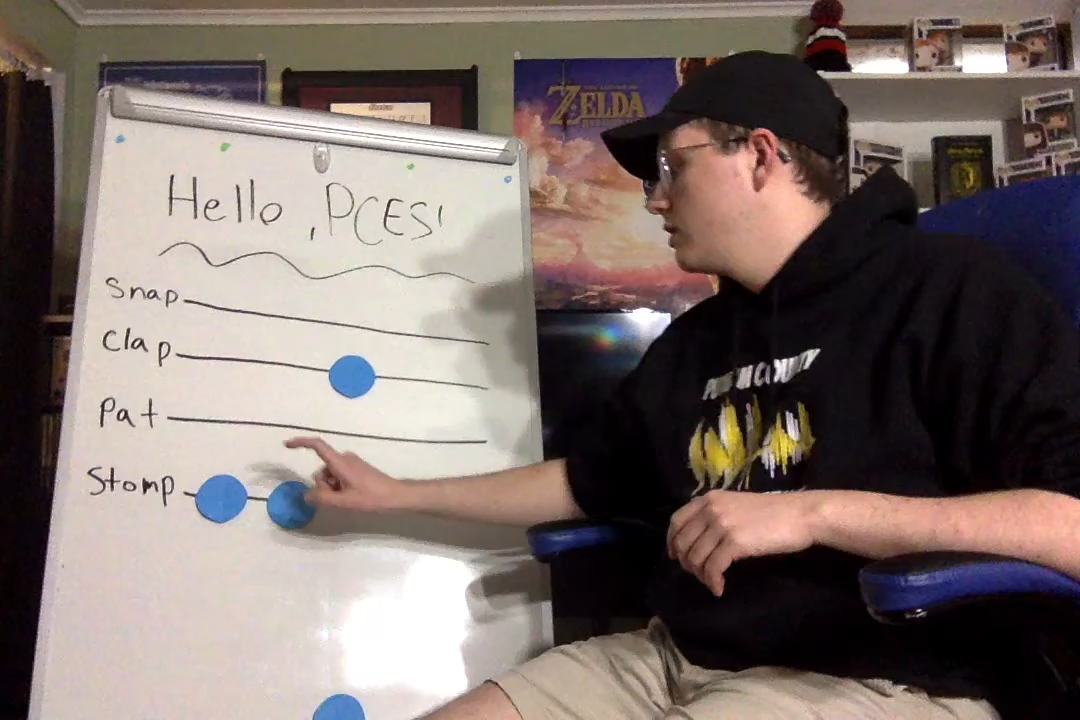 Hello, PCES!
Snap
Clap
Pat
Stomp
ZELDA